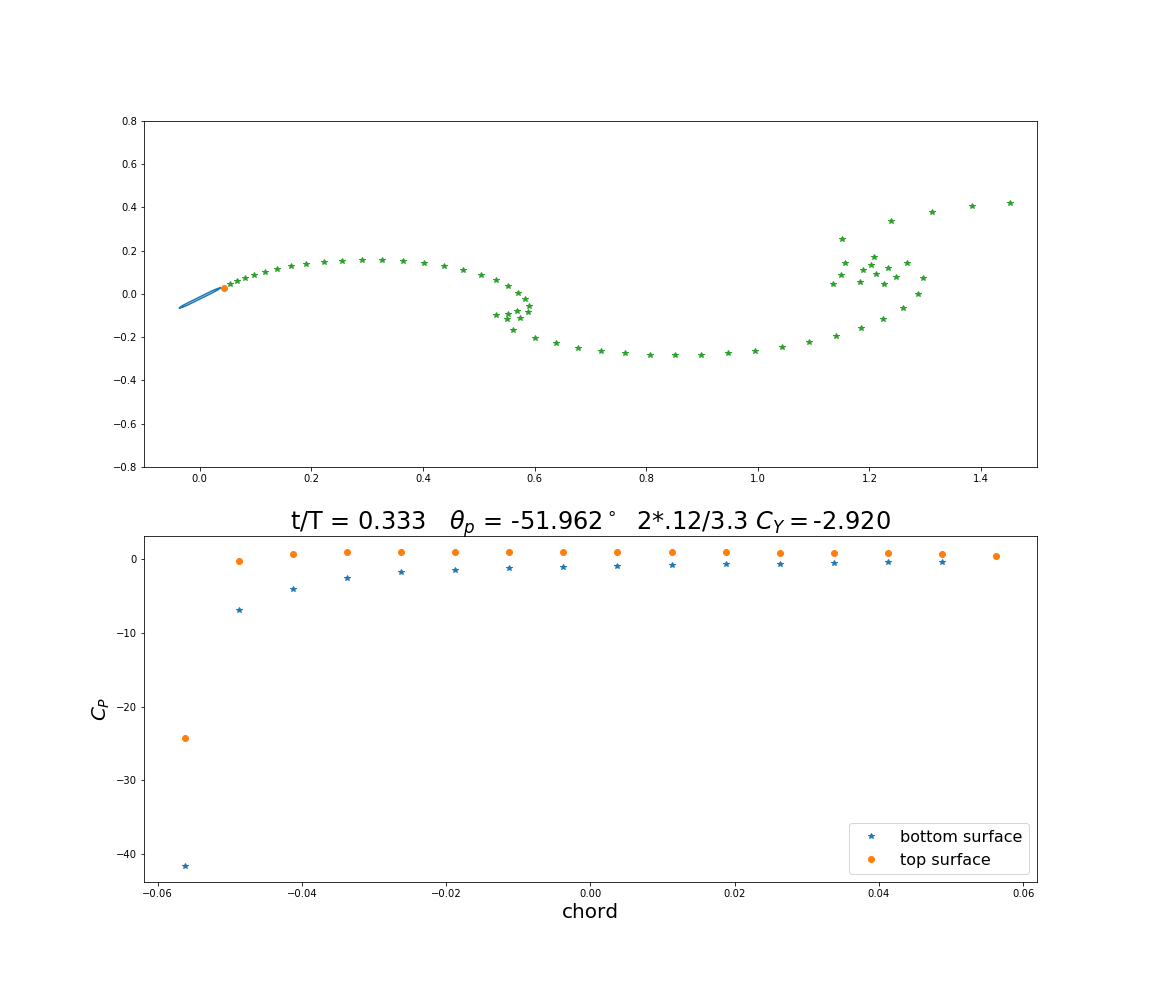 0.8
0.6
0.4
0.2
0.0
−0.2
−0.4
−0.6
−0.8
0.0 0.2 0.4 0.6 0.8 1.0 1.2 1.4
t/T = 0.333 θp = -51.962° 2*.12/3.3 CY = -2.920
0
−10
−20
−30
−40
CP
bottom surface
top surface
−0.06 −0.04 −0.02 0.00 0.02 0.04 0.06
chord